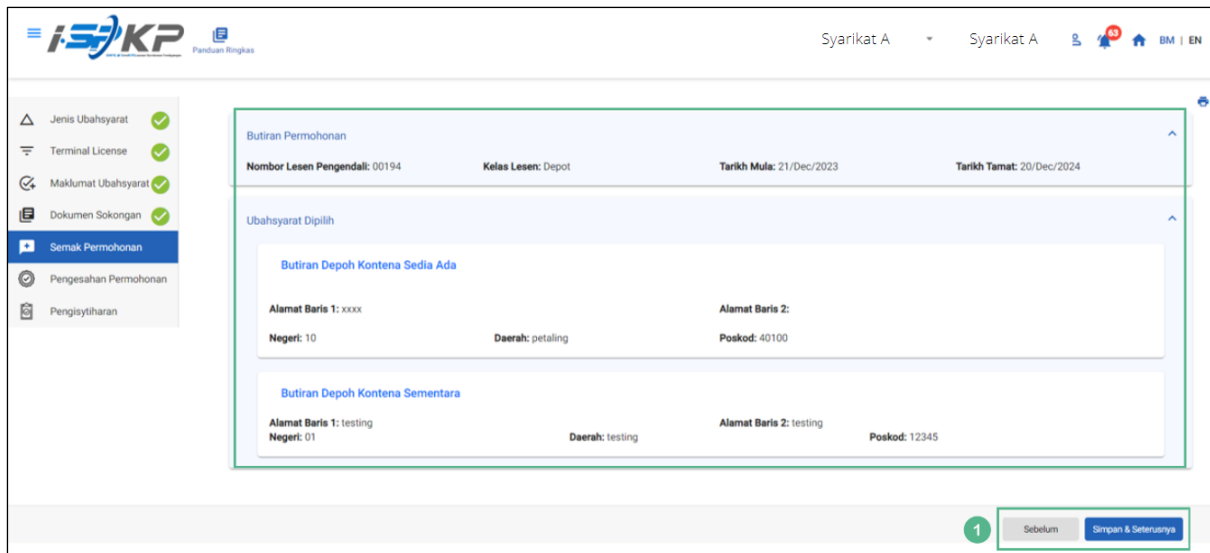 i-SPKP
Panduan Ringkas
Syarikat A
Syarikat A
63
BM | EN
Jenis Ubahsyarat
Terminal License
Maklumat Ubahsyarat
Dokumen Sokongan
Semak Permohonan
Pengesahan Permohonan
Pengisytiharan
Butiran Permohonan
Nombor Lesen Pengendali: 00194 Kelas Lesen: Depot Tarikh Mula: 21/Dec/2023 Tarikh Tamat: 20/Dec/2024
Ubahsyarat Dipilih
Butiran Depoh Kontena Sedia Ada
Alamat Baris 1: xxxx Alamat Baris 2:
Negeri: 10 Daerah: petaling Poskod: 40100
Butiran Depoh Kontena Sementara
Alamat Baris 1: testing Alamat Baris 2: testing
Negeri: 01 Daerah: testing Poskod: 12345
1 Sebelum Simpan & Seterusnya